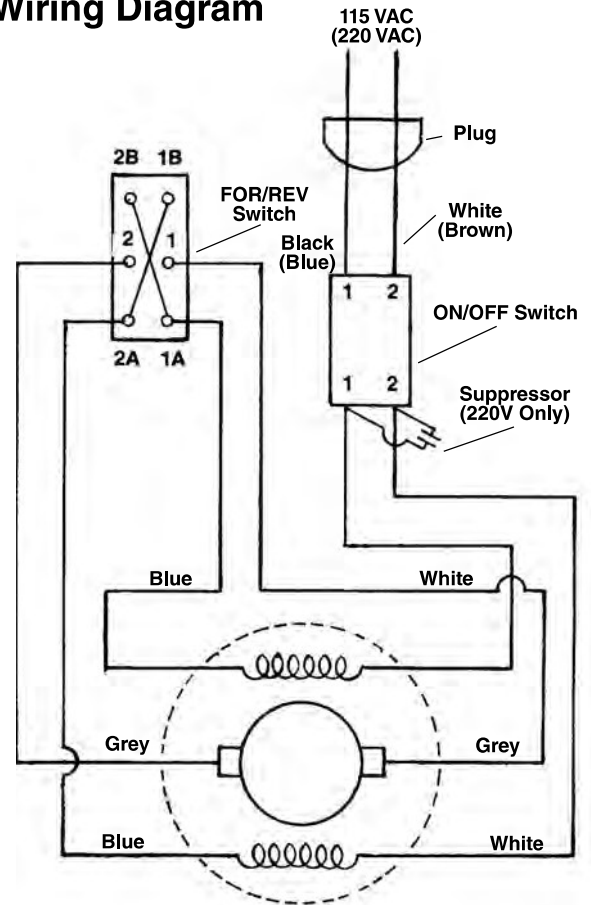 Wiring Diagram
115 VAC
(220 VAC)
Plug
2B 1B
FOR/REV
Switch
White
(Brown)
2 1
Black
(Blue)
1 2
ON/OFF Switch
2A 1A
1 2
Suppressor
(220V Only)
Blue
White
Grey
Grey
Blue
White